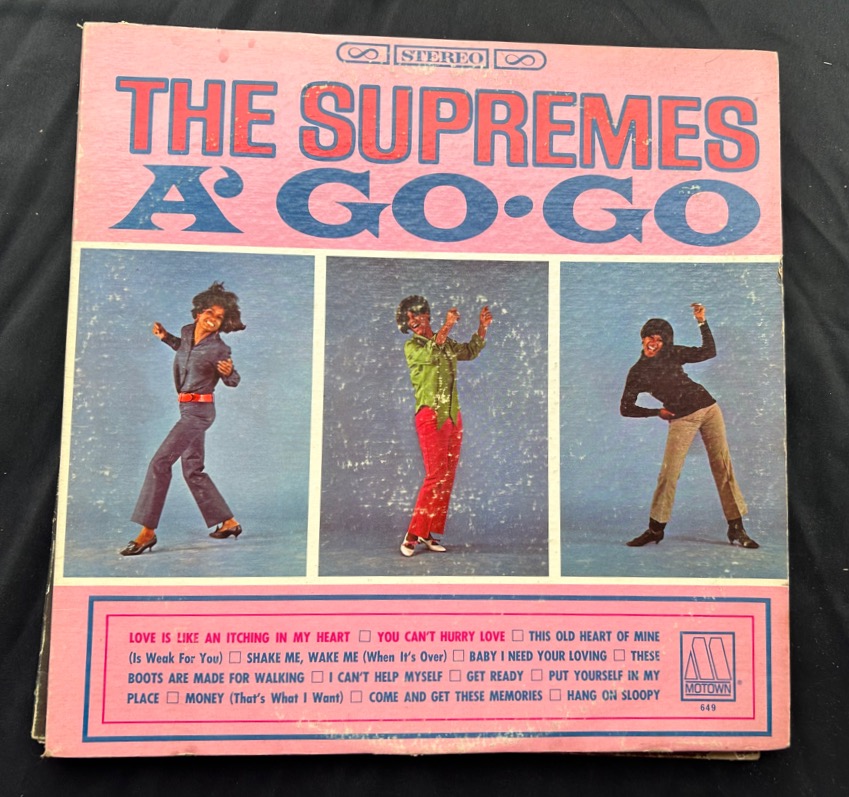 STEREO
THE SUPREMES
A' GO•GO
LOVE IS LIKE AN ITCHING IN MY HEART □ YOU CAN'T HURRY LOVE □ THIS OLD HEART OF MINE
(Is Weak For You) □ SHAKE ME, WAKE ME (When It's Over) □ BABY I NEED YOUR LOVING □ THESE
BOOTS ARE MADE FOR WALKING □ I CAN'T HELP MYSELF □ GET READY □ PUT YOURSELF IN MY
PLACE □ MONEY (That's What I Want) □ COME AND GET THESE MEMORIES □ HANG ON SLOOPY
MOTOWN®
649